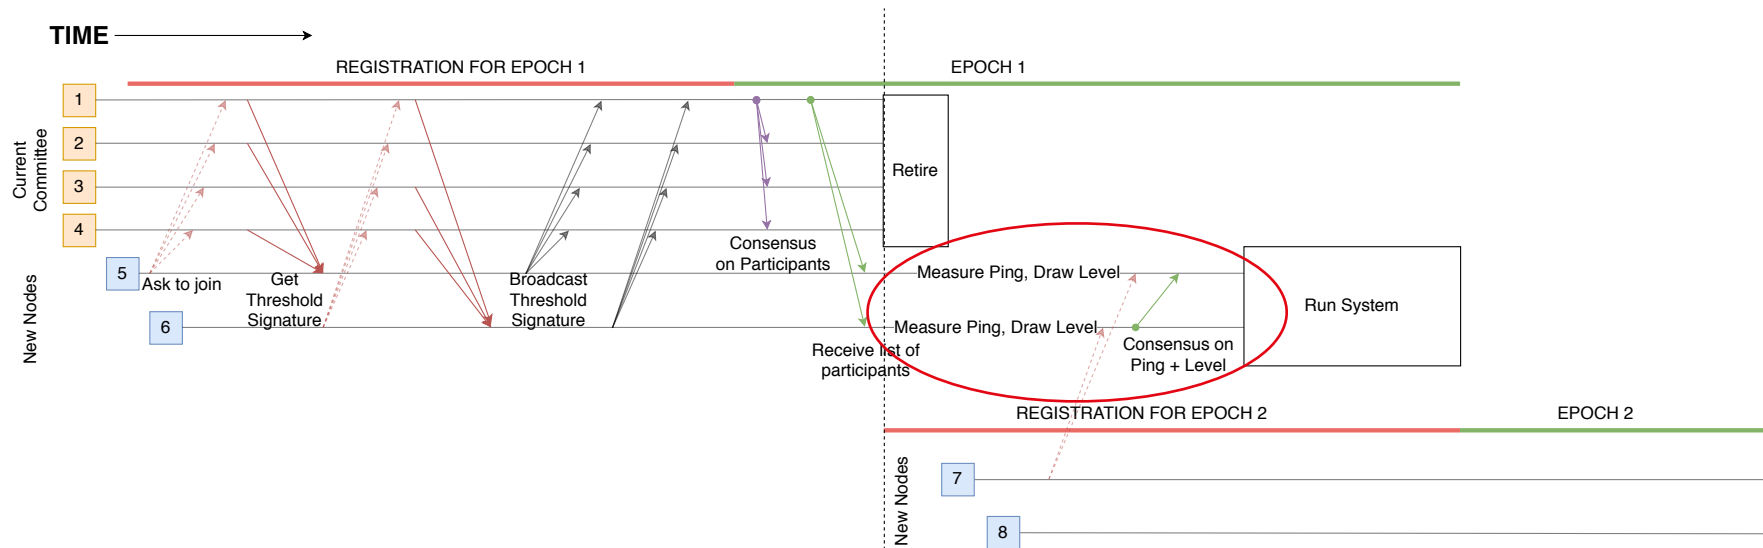 TIME
REGISTRATION FOR EPOCH 1
EPOCH 1
Current
Committee
1
2
3
4
Retire
Consensus
on Participants
New Nodes
5
Ask to join
Get
Threshold
Signature
Broadcast
Threshold
Signature
Measure Ping, Draw Level
Run System
6
Measure Ping, Draw Level
Receive list of
participants
Consensus on
Ping + Level
REGISTRATION FOR EPOCH 2
EPOCH 2
New Nodes
7
8